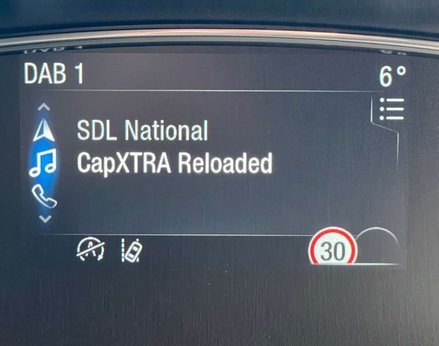 DAB 1
6°
SDL National
CapXTRA Reloaded
A
30